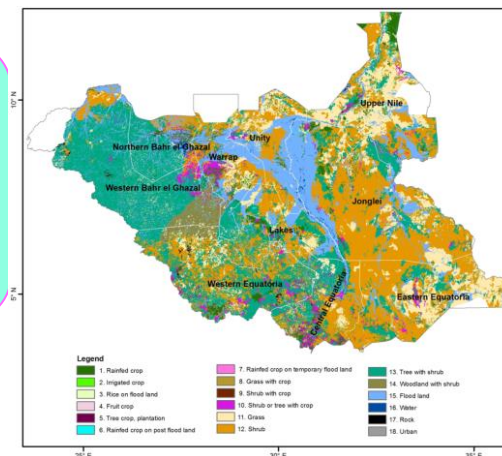 10°
10°
Upper Nile
Northern Bahr el Ghazal
Unity
Warrap
Western Bahr el Ghazal
Jonglei
Lakes
Western Equatoria
Central Equatoria
Eastern Equatoria
5°N
5°N
Legend
1. Rainfed crop
2. Irrigated crop
3. Rice on flood land
4. Fruit crop
5. Tree crop, plantation
6. Rainfed crop on post flood land
7. Rainfed crop on temporary flood land
8. Grass with crop
9. Shrub with crop
10. Shrub or tree with crop
11. Grass
12. Shrub
13. Tree with shrub
14. Woodland with shrub
15. Flood land
16. Water
17. Rock
18. Urban